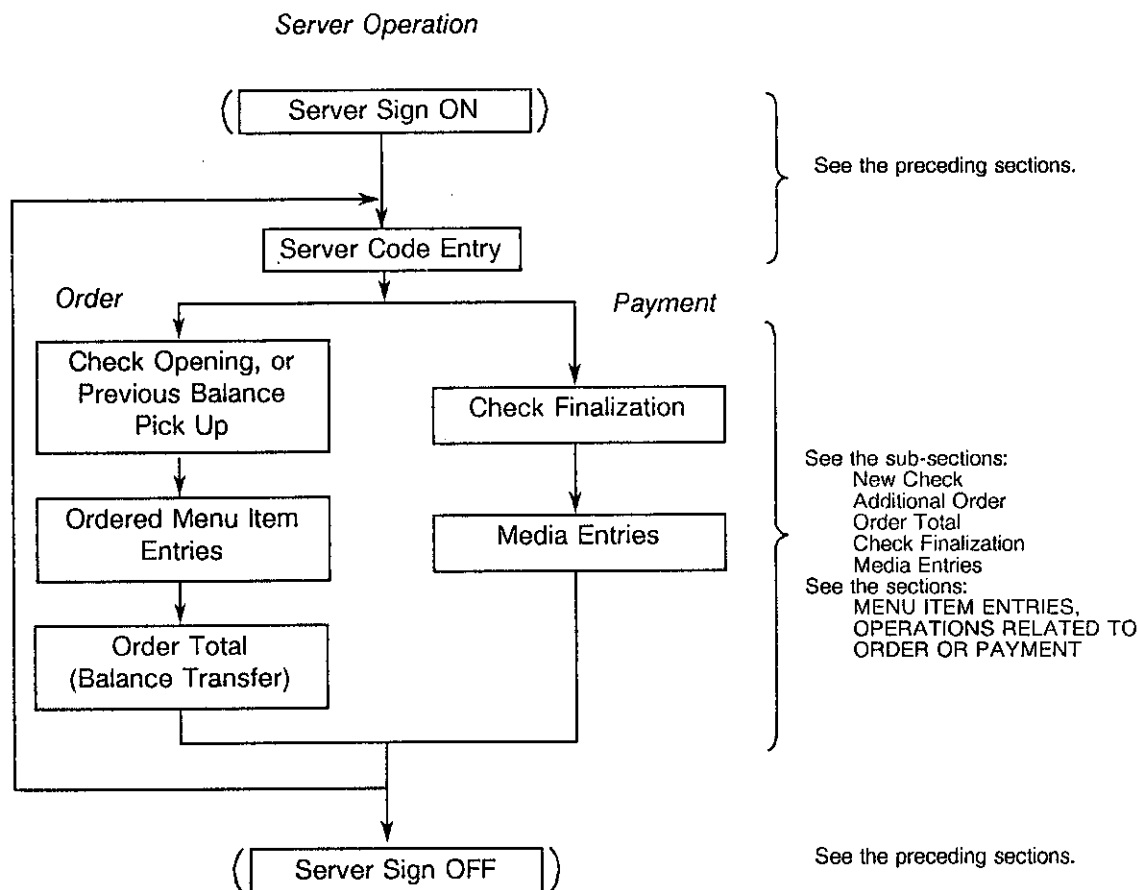 Server Operation
( Server Sign ON )
See the preceding sections.
Server Code Entry
Order
Payment
Check Opening, or
Previous Balance
Pick Up
Check Finalization
Ordered Menu Item
Entries
Media Entries
Order Total
(Balance Transfer)
See the sub-sections:
New Check
Additional Order
Order Total
Check Finalization
Media Entries
See the sections:
MENU ITEM ENTRIES,
OPERATIONS RELATED TO
ORDER OR PAYMENT
( Server Sign OFF )
See the preceding sections.